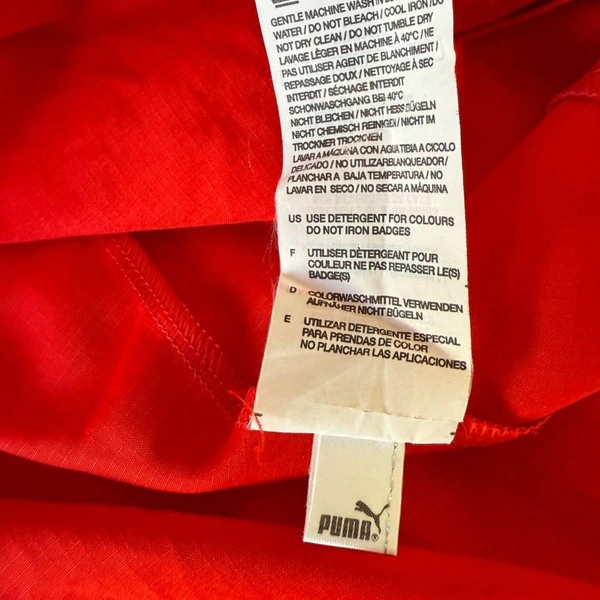 GENTLE MACHINE WASH IN
WATER / DO NOT BLEACH / COOL IRON / DO
NOT DRY CLEAN / DO NOT TUMBLE DRY
LAVAGE LÉGER EN MACHINE À 40°C / NE
PAS UTILISER AGENT DE BLANCHIMENT /
REPASSAGE DOUX / NETTOYAGE À SEC
INTERDIT / SÉCHAGE INTERDIT
SCHONWASCHGANG BEI 40°C
NICHT BLEICHEN / NICHT HEISS BÜGELN
NICHT CHEMISCH REINIGEN / NICHT IM
TROCKNER TROCKNEN
LAVAR A MÁQUINA CON AGUA TIBIA A CICOLO
DELICADO / NO UTILIZAR BLANQUEADOR /
PLANCHAR A BAJA TEMPERATURA / NO
LAVAR EN SECO / NO SECAR A MÁQUINA
US USE DETERGENT FOR COLOURS
DO NOT IRON BADGES
F UTILISER DÈTERGEANT POUR
COULEUR NE PAS REPASSER LE(S)
BADGE(S)
D COLORWASCHMITTEL VERWENDEN
AUFNÄHER NICHT BÜGELN
E UTILIZAR DETERGENTE ESPECIAL
PARA PRENDAS DE COLOR
NO PLANCHAR LAS APLICACIONES
PUMA®